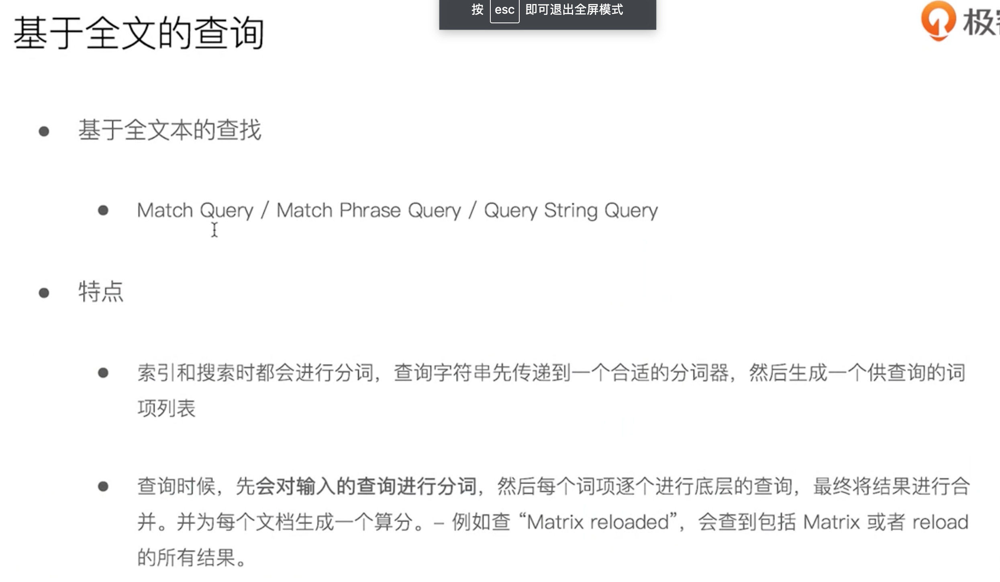 按 esc 即可退出全屏模式
极客
基于全文的查询
基于全文本的查找
Match Query / Match Phrase Query / Query String Query
特点
索引和搜索时都会进行分词，查询字符串先传递到一个合适的分词器，然后生成一个供查询的词
项列表
查询时候，先会对输入的查询进行分词，然后每个词项逐个进行底层的查询，最终将结果进行合
并。并为每个文档生成一个算分。– 例如查 “Matrix reloaded”，会查到包括 Matrix 或者 reload
的所有结果。